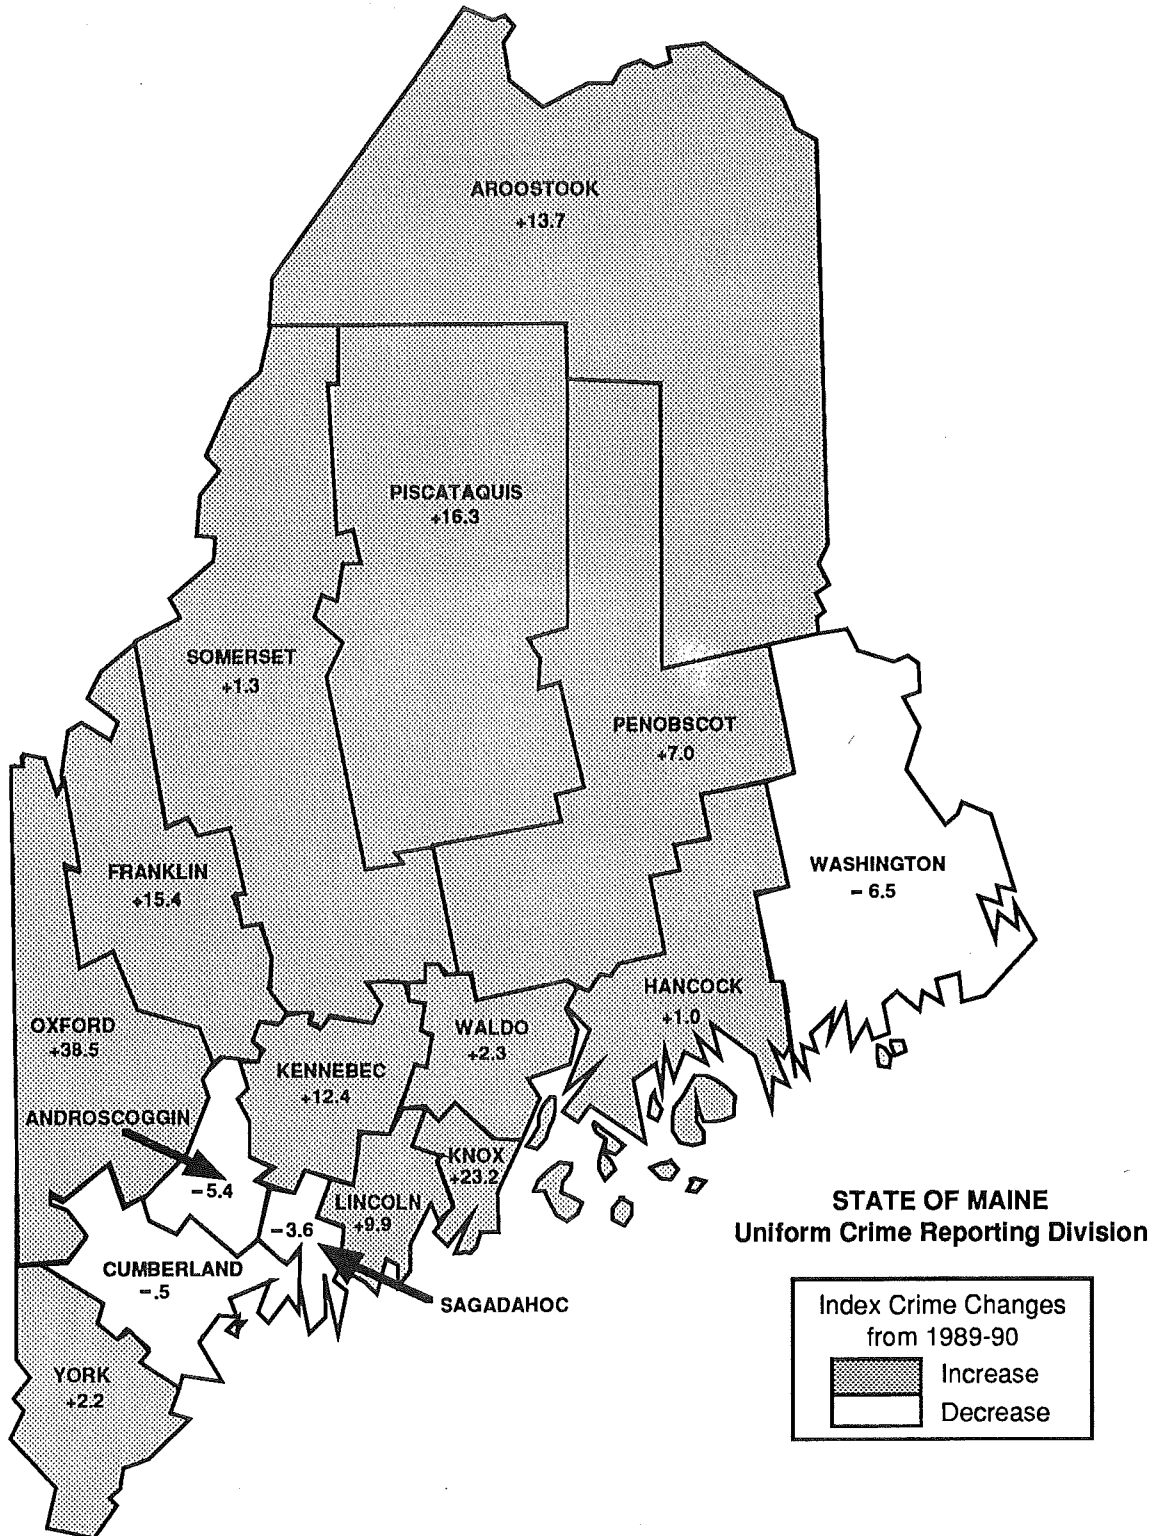 AROOSTOOK
+13.7
PISCATAQUIS
+16.3
SOMERSET
+1.3
PENOBSCOT
+7.0
FRANKLIN
+15.4
WASHINGTON
- 6.5
HANCOCK
+1.0
OXFORD
+38.5
WALDO
+2.3
KENNEBEC
+12.4
ANDROSCOGGIN
-5.4
KNOX
+23.2
LINCOLN
+9.9
-3.6
SAGADAHOC
CUMBERLAND
-.5
YORK
+2.2
STATE OF MAINE
Uniform Crime Reporting Division
Index Crime Changes
from 1989-90
Increase
Decrease